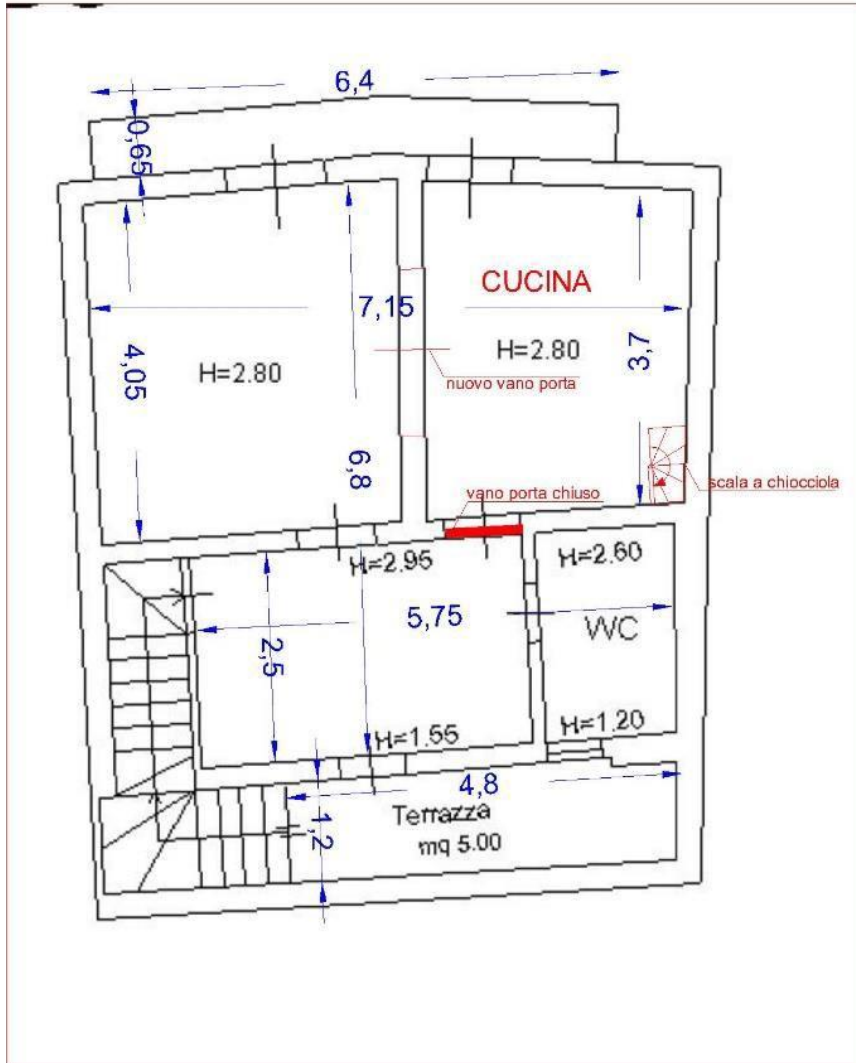 6,4
0,65
CUCINA
7,15
H=2.80
H=2.80
4,05
3,7
nuovo vano porta
6,8
vano porta chiuso
scala a chiocciola
H=2.95
H=2.60
5,75
WC
2,5
H=1.55
H=1.20
4,8
1,2
Terrazza
mq 5.00